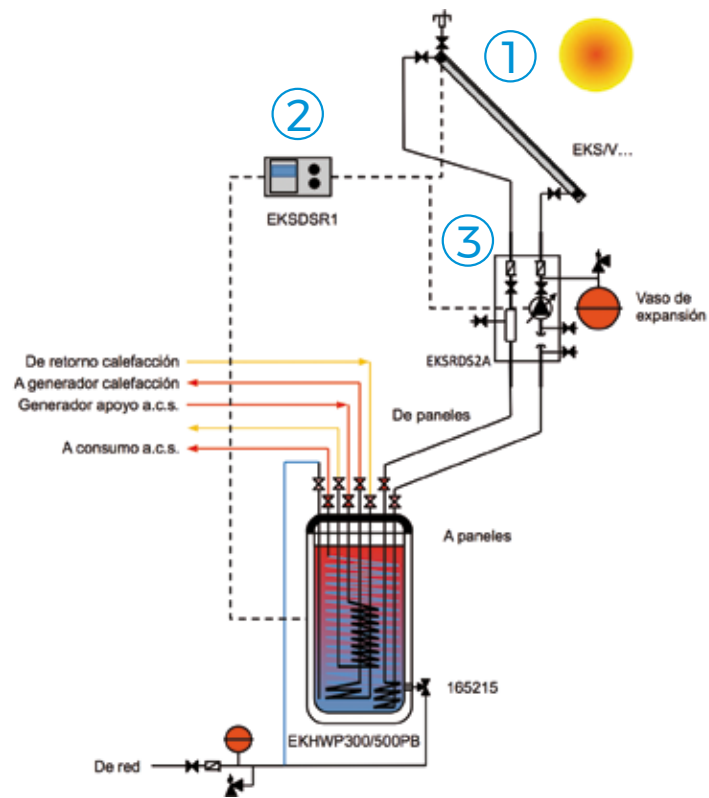 1
2
EKS/V...
EKSDSR1
3
Vaso de
expansión
EKSRDS2A
De retorno calefacción
A generador calefacción
Generador apoyo a.c.s.
De paneles
A consumo a.c.s.
A paneles
165215
EKHWP300/500PB
De red